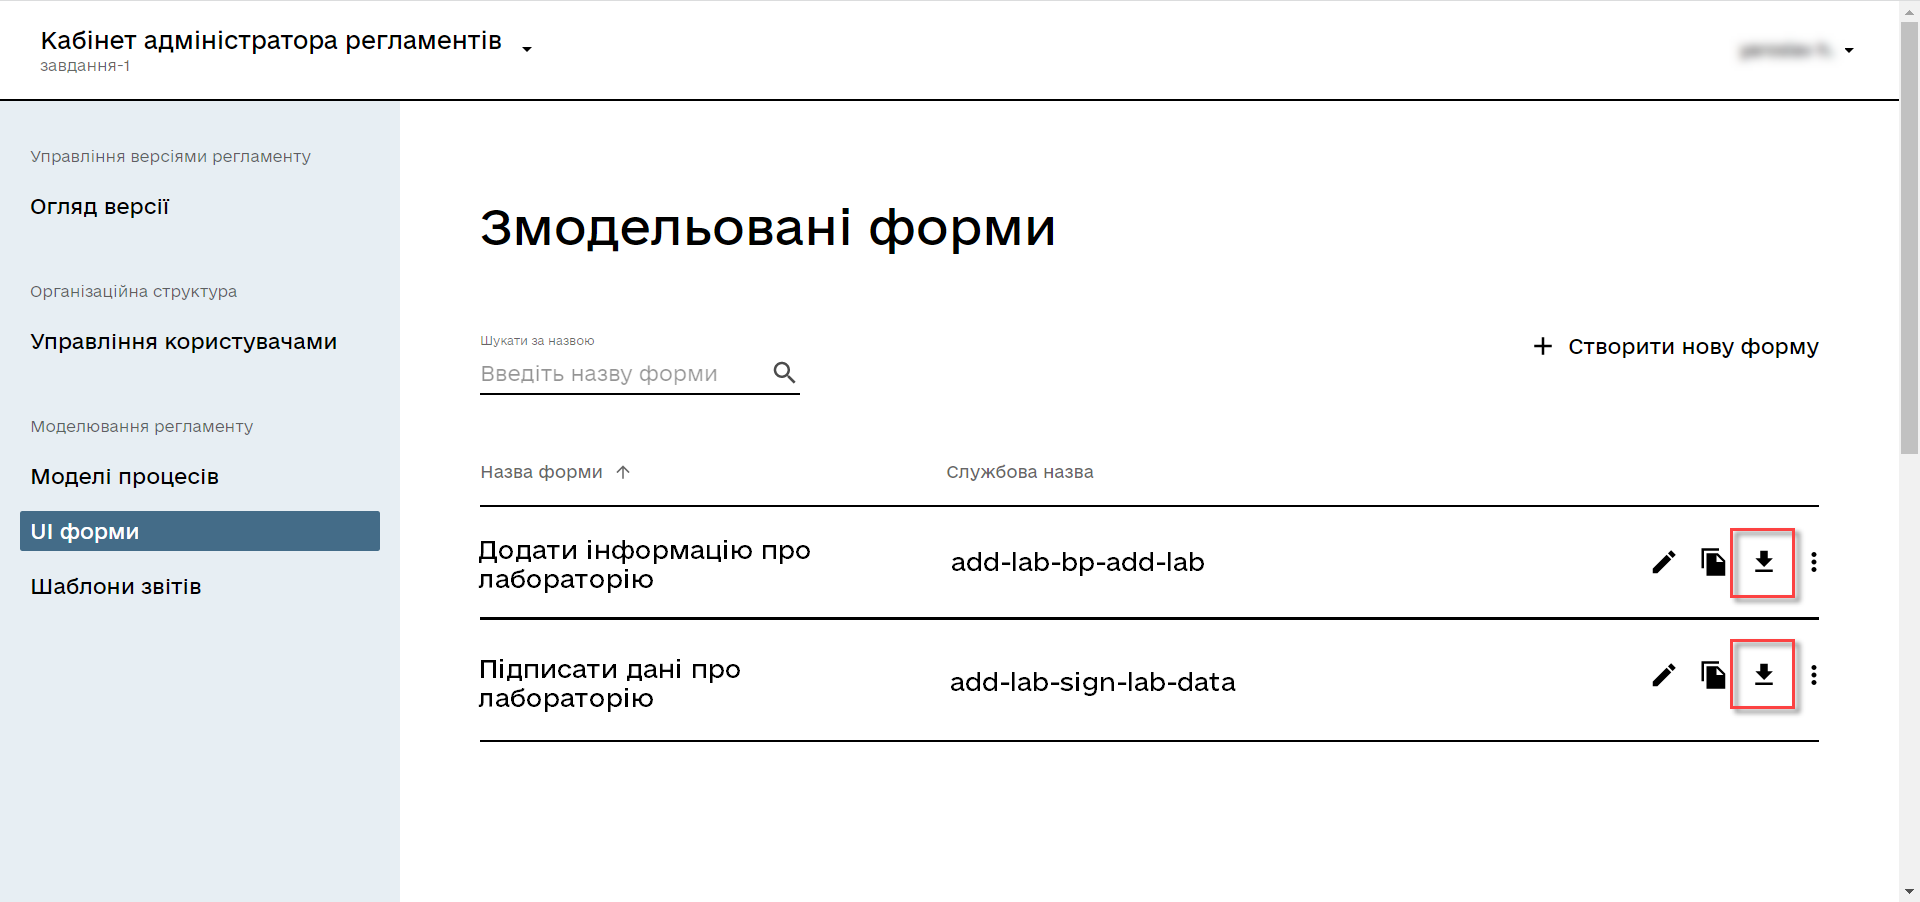 Кабінет адміністратора регламентів
завдання-1
Управління версіями регламенту
Огляд версії
Організаційна структура
Управління користувачами
Моделювання регламенту
Моделі процесів
UI форми
Шаблони звітів
Змодельовані форми
Шукати за назвою
Введіть назву форми
Створити нову форму
Назва форми
Службова назва
Додати інформацію про
лабораторію
add-lab-bp-add-lab
Підписати дані про
лабораторію
add-lab-sign-lab-data